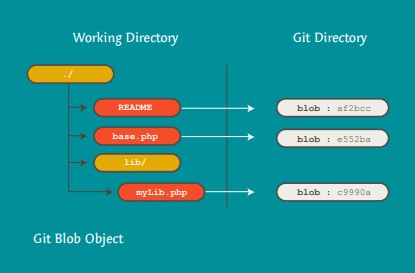 Working Directory
Git Directory
./
README
blob : af2bcc
base.php
blob : e552ba
lib/
myLib.php
blob : c9990a
Git Blob Object